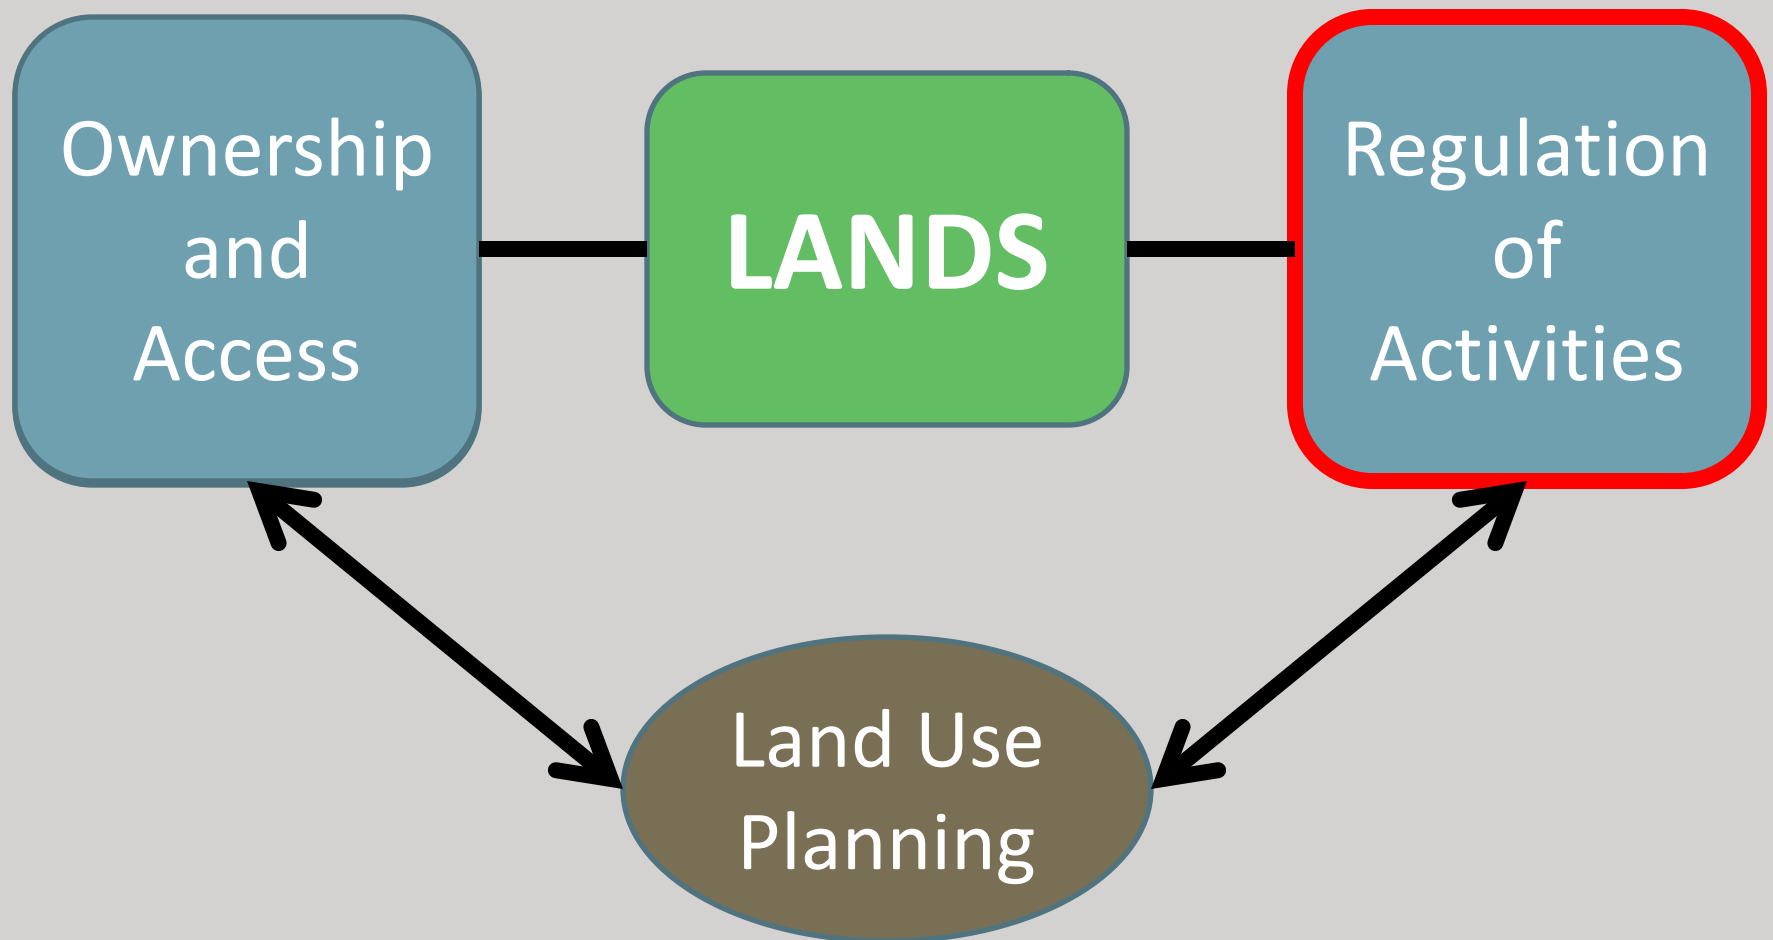 Ownership
and
Access
LANDS
Regulation
of
Activities
Land Use
Planning